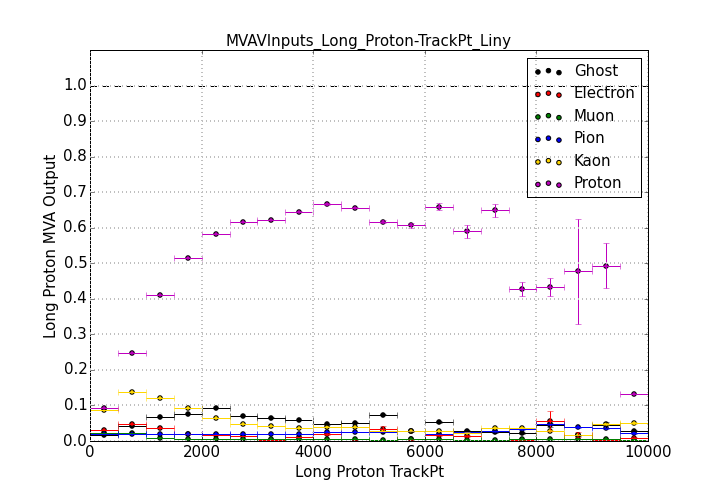 MVAVInputs_Long_Proton-TrackPt_Liny
1.0
0.9
0.8
0.7
0.6
0.5
0.4
0.3
0.2
0.1
0.0
Long Proton MVA Output
Ghost
Electron
Muon
Pion
Kaon
Proton
0 2000 4000 6000 8000 10000
Long Proton TrackPt